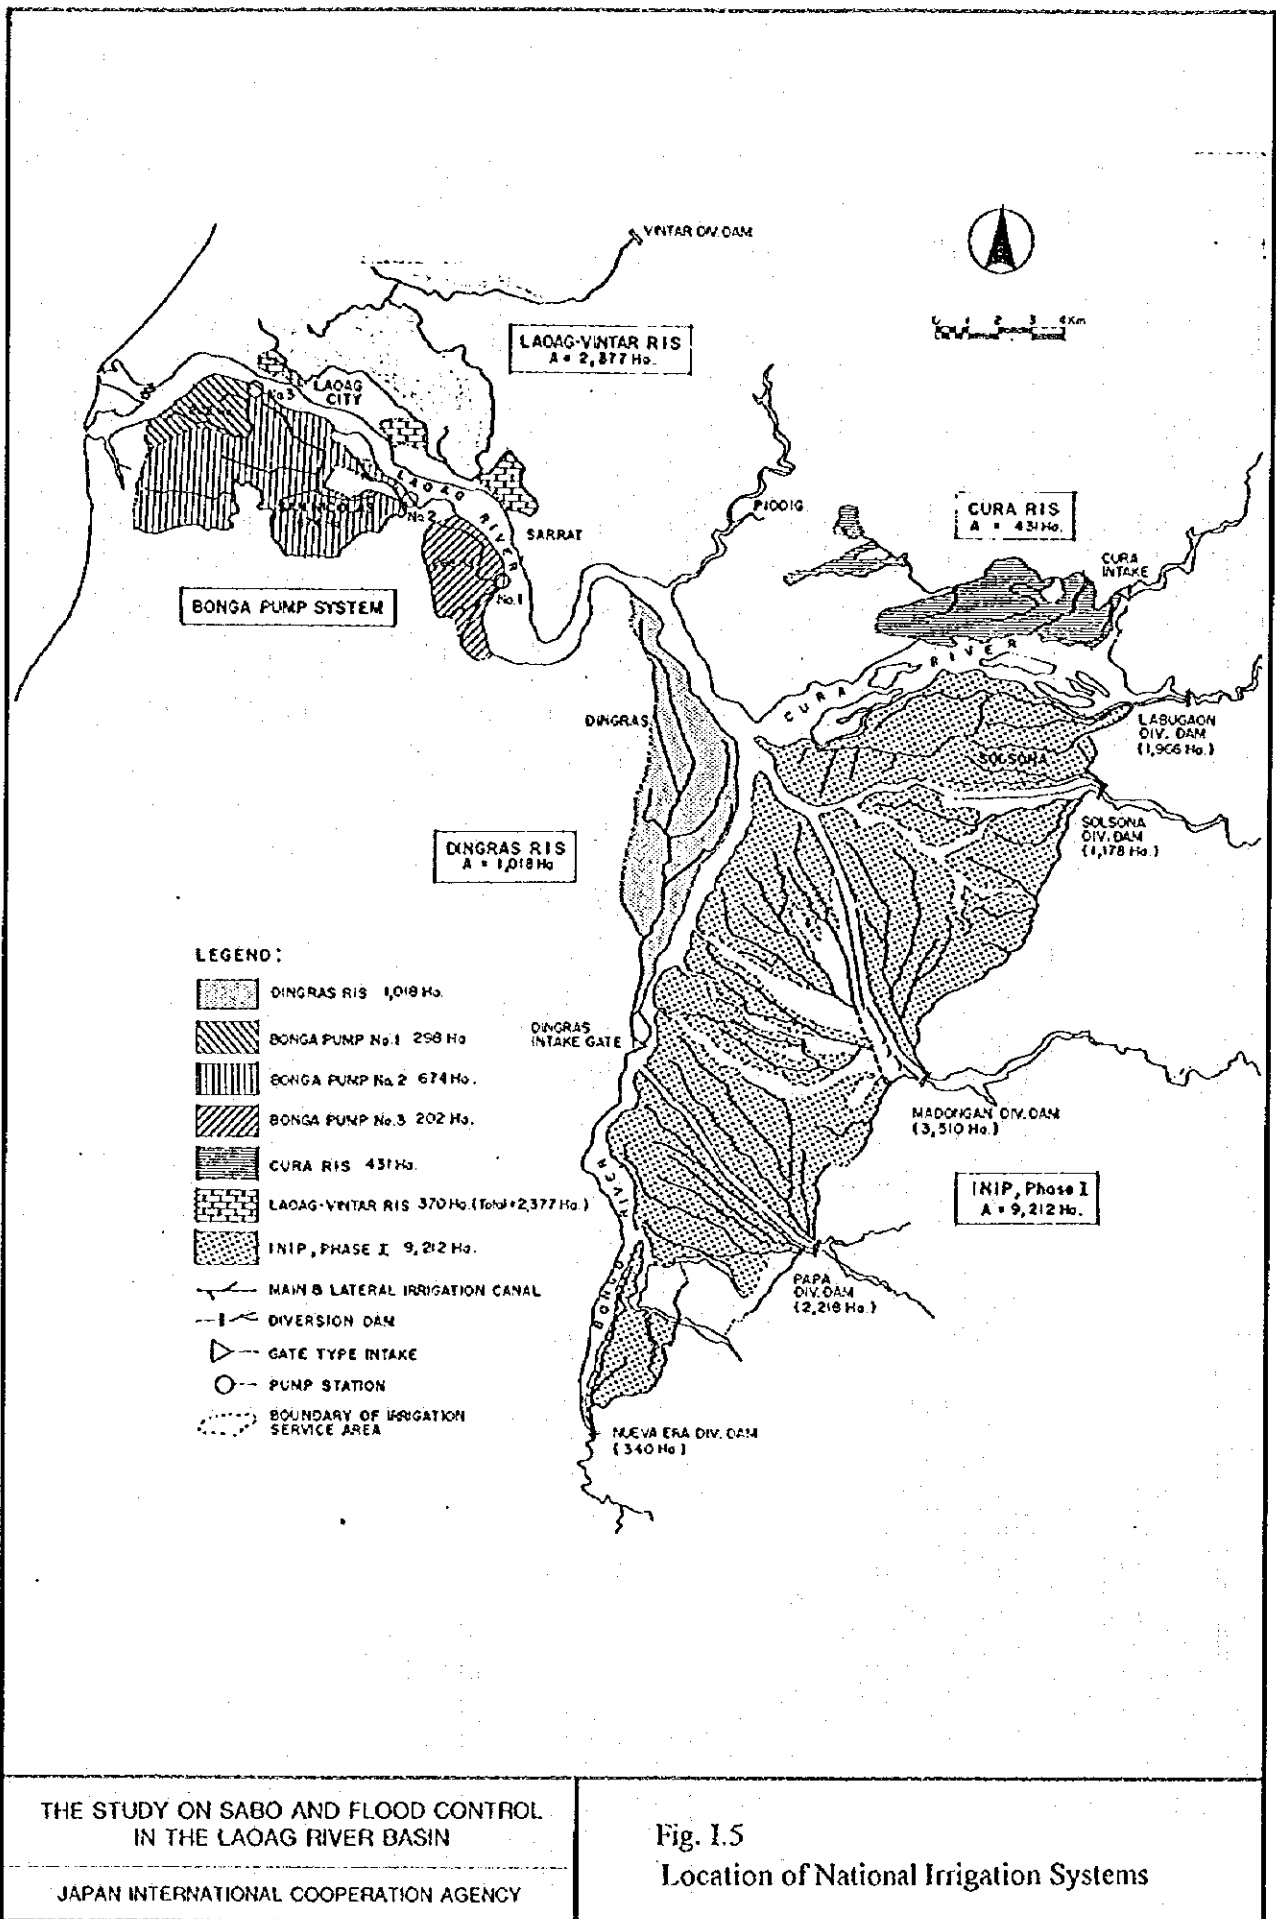 VINTAR DIV. DAM
0 1 2 3 4 Km
LAOAG-VINTAR RIS
A = 2,377 Ha.
LAOAG
CITY
No.3
LAOAG RIVER
No.2
SARRAT
No.1
PIDDIG
CURA RIS
A = 431 Ha.
CURA
INTAKE
BONGA PUMP SYSTEM
CURA RIVER
DINGRAS
LABUGAON
DIV. DAM
(1,966 Ha.)
SOLSONA
SOLSONA
DIV. DAM
(1,178 Ha.)
DINGRAS RIS
A = 1,018 Ha
LEGEND:
DINGRAS RIS 1,018 Ha.
BONGA PUMP No.1 298 Ha
BONGA PUMP No.2 674 Ha.
BONGA PUMP No.3 202 Ha.
CURA RIS 431 Ha.
LAOAG-VINTAR RIS 370 Ha. (Total=2,377 Ha.)
INIP, PHASE I 9,212 Ha.
MAIN & LATERAL IRRIGATION CANAL
DIVERSION DAM
GATE TYPE INTAKE
PUMP STATION
BOUNDARY OF IRRIGATION
SERVICE AREA
DINGRAS
INTAKE GATE
MADONGAN DIV. DAM
(3,510 Ha.)
INIP, Phase I
A = 9,212 Ha.
BONGA RIVER
PAPA
DIV. DAM
(2,218 Ha.)
NUEVA ERA DIV. DAM
(340 Ha)
THE STUDY ON SABO AND FLOOD CONTROL
IN THE LAOAG RIVER BASIN
JAPAN INTERNATIONAL COOPERATION AGENCY
Fig. I.5
Location of National Irrigation Systems